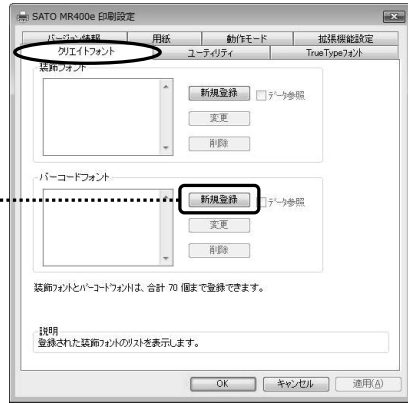 SATO MR400e 印刷設定
バージョン情報 用紙 動作モード 拡張機能設定
クリエイトフォント ユーティリティ TrueTypeフォント
装飾フォント
新規登録 データ参照
変更
削除
バーコードフォント
新規登録 データ参照
変更
削除
装飾フォントとバーコードフォントは、合計 70 個まで登録できます。
説明
登録された装飾フォントのリストを表示します。
OK キャンセル 適用(A)